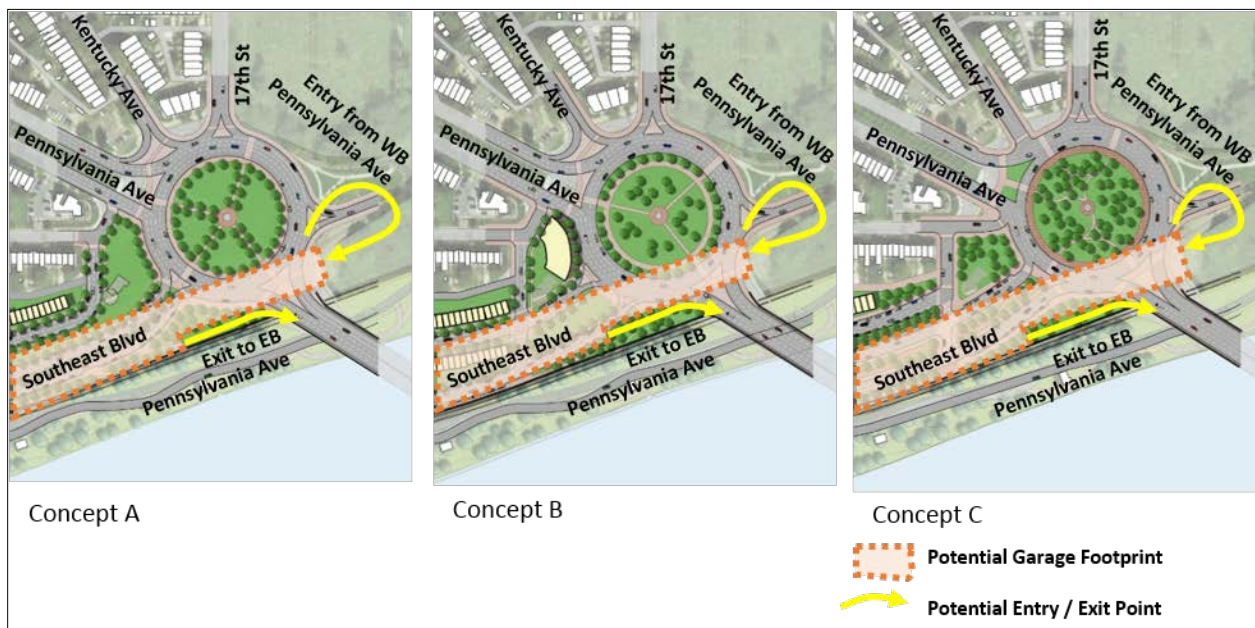 Kentucky Ave
17th St
Entry from WB
Pennsylvania Ave
Pennsylvania Ave
Southeast Blvd
Exit to EB
Pennsylvania Ave
Concept A
Kentucky Ave
17th St
Entry from WB
Pennsylvania Ave
Pennsylvania Ave
Southeast Blvd
Exit to EB
Pennsylvania Ave
Concept B
Kentucky Ave
17th St
Entry from WB
Pennsylvania Ave
Pennsylvania Ave
Southeast Blvd
Exit to EB
Pennsylvania Ave
Concept C
Potential Garage Footprint
Potential Entry / Exit Point